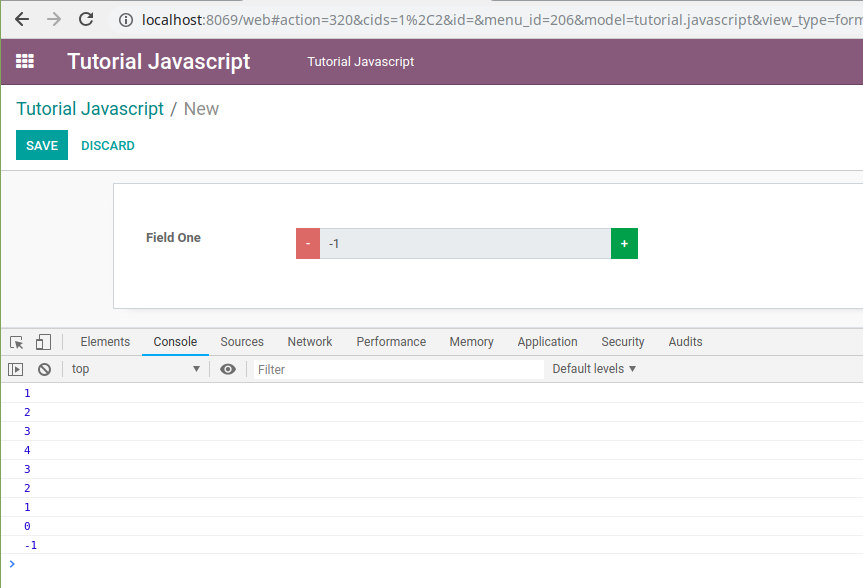 localhost:8069/web#action=320&cids=1%2C2&id=&menu_id=206&model=tutorial.javascript&view_type=form
Tutorial Javascript Tutorial Javascript
Tutorial Javascript / New
SAVE DISCARD
Field One - -1 +
Elements Console Sources Network Performance Memory Application Security Audits
top Filter Default levels
1
2
3
4
3
2
1
0
-1